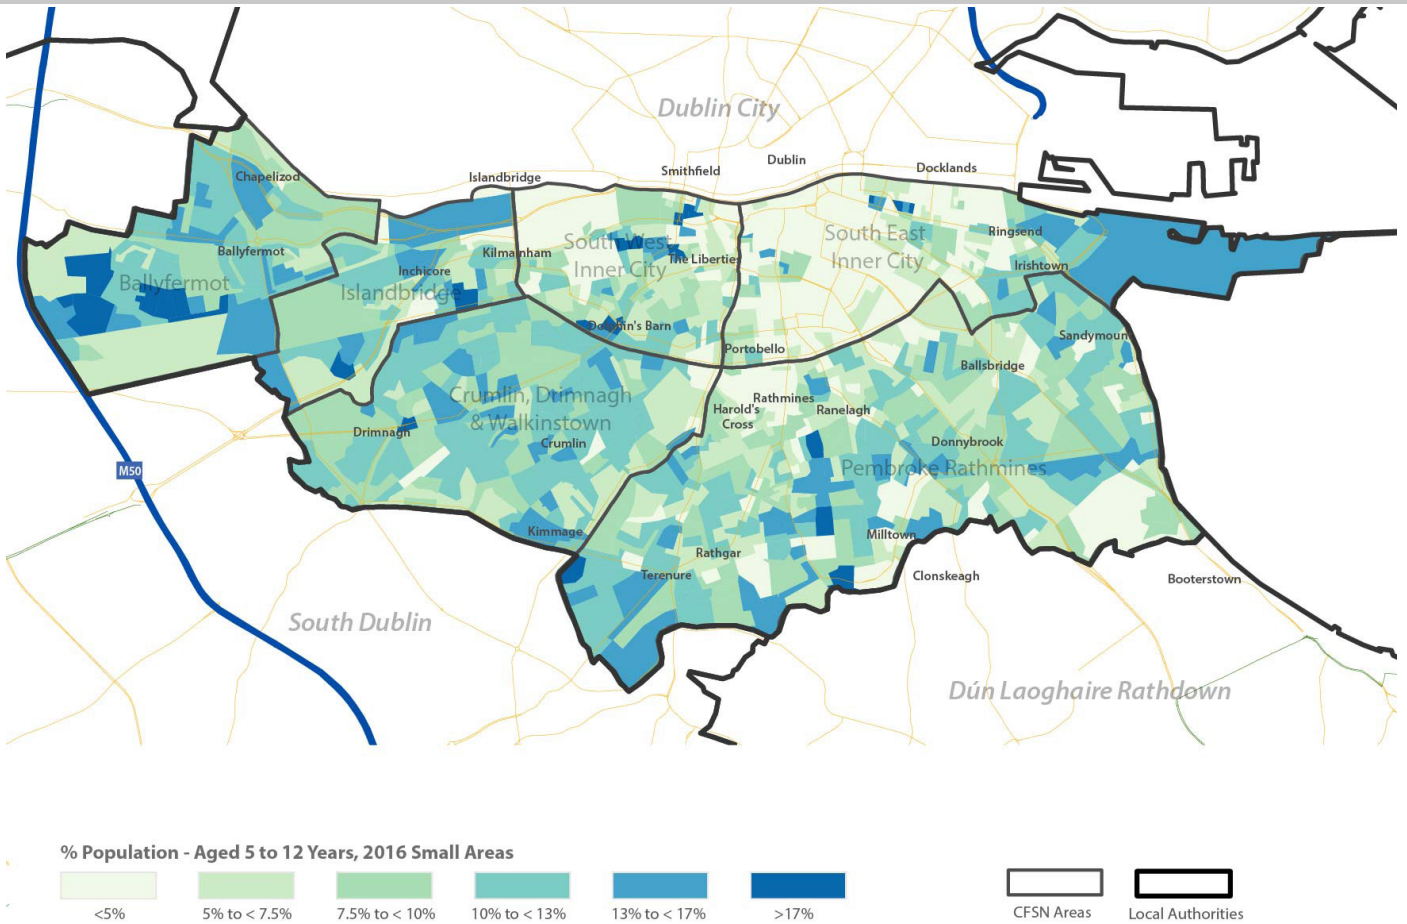 Dublin City
Dublin
Smithfield
Docklands
Islandbridge
Chapelizod
Ringsend
South West
Inner City
South East
Inner City
Ballyfermot
Kilmainham
The Liberties
Irishtown
Inchicore
Ballyfermot
Islandbridge
Dolphin's Barn
Sandymoun
Portobello
Ballsbridge
Crumlin, Drimnagh
& Walkinstown
Rathmines
Harold's
Cross
Ranelagh
Drimnagh
Crumlin
Donnybrook
Pembroke Rathmines
M50
Kimmage
Milltown
Rathgar
Terenure
Clonskeagh
Booterstown
South Dublin
Dún Laoghaire Rathdown
% Population - Aged 5 to 12 Years, 2016 Small Areas
<5%
5% to < 7.5%
7.5% to < 10%
10% to < 13%
13% to < 17%
>17%
CFSN Areas
Local Authorities